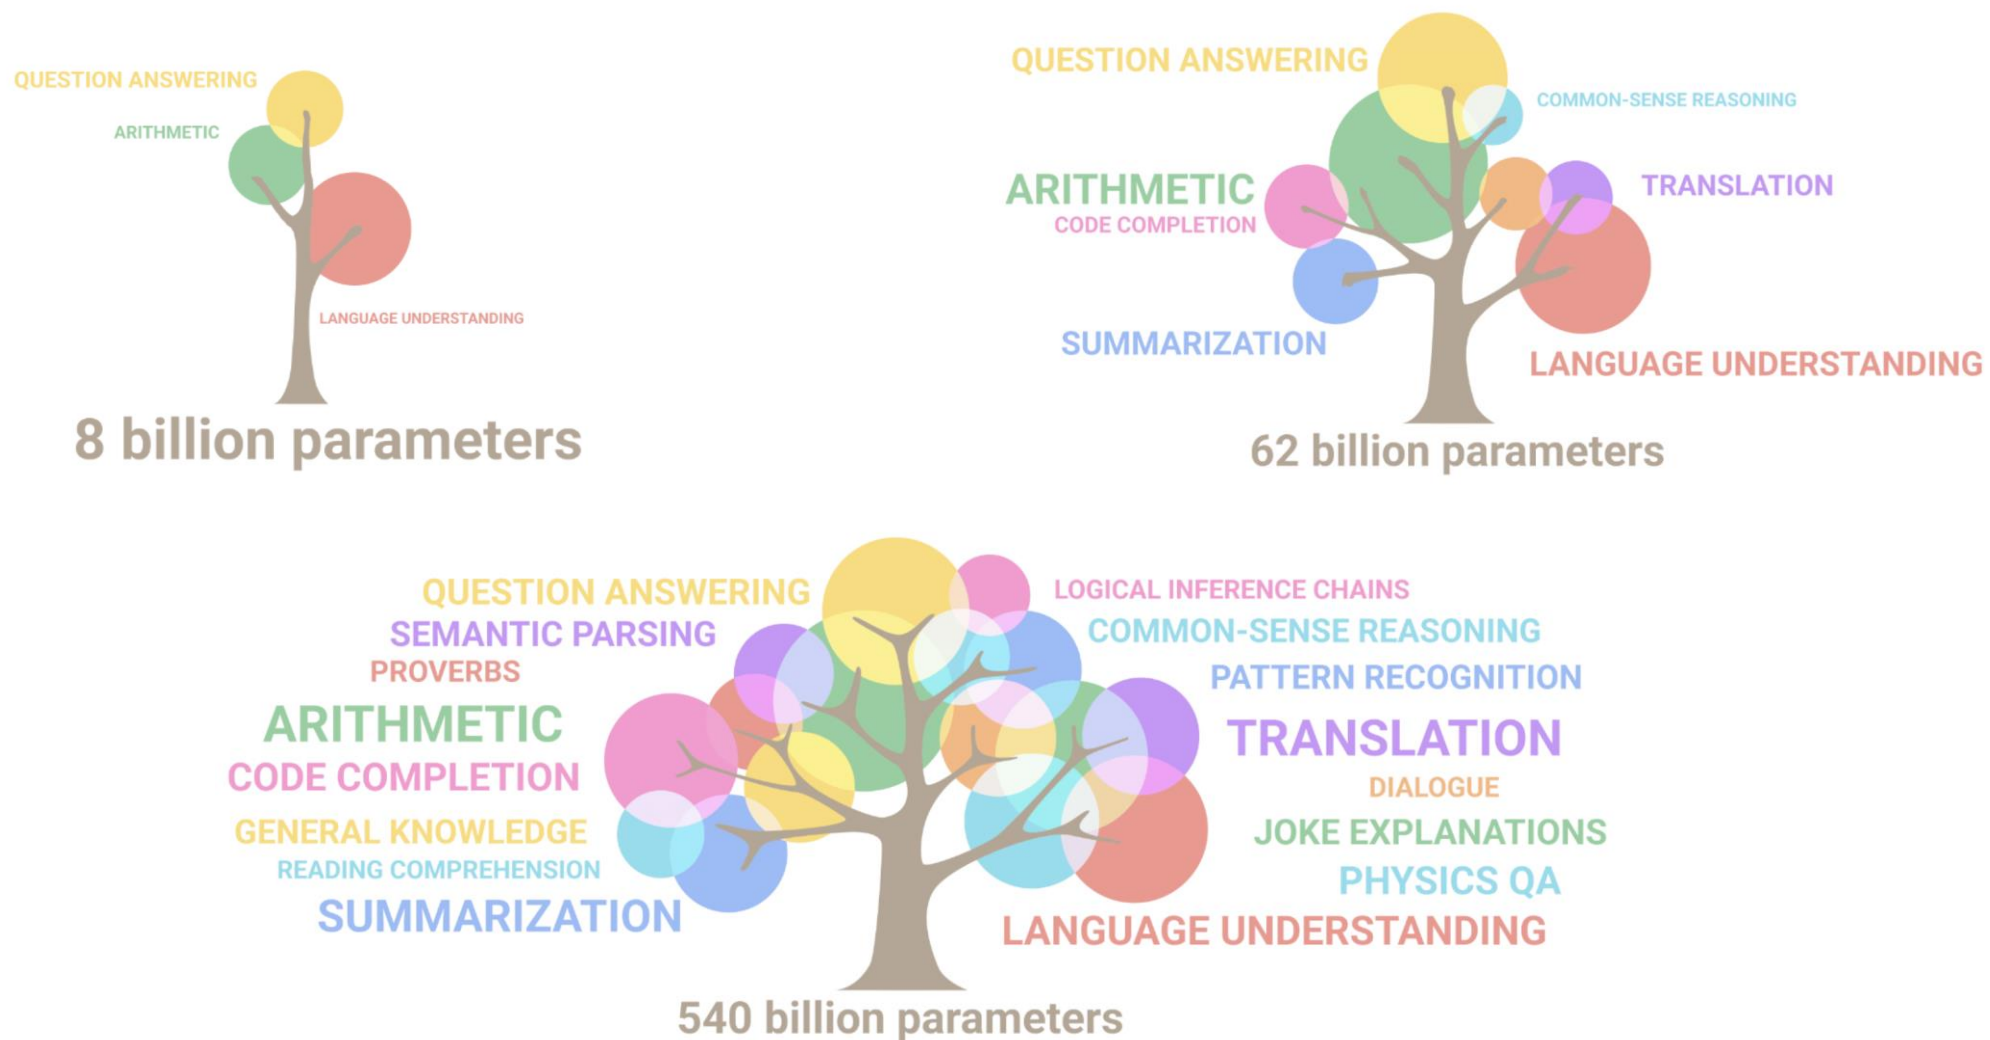 QUESTION ANSWERING
ARITHMETIC
LANGUAGE UNDERSTANDING
8 billion parameters
QUESTION ANSWERING
COMMON-SENSE REASONING
ARITHMETIC
TRANSLATION
CODE COMPLETION
SUMMARIZATION
LANGUAGE UNDERSTANDING
62 billion parameters
QUESTION ANSWERING
SEMANTIC PARSING
PROVERBS
ARITHMETIC
CODE COMPLETION
GENERAL KNOWLEDGE
READING COMPREHENSION
SUMMARIZATION
LOGICAL INFERENCE CHAINS
COMMON-SENSE REASONING
PATTERN RECOGNITION
TRANSLATION
DIALOGUE
JOKE EXPLANATIONS
PHYSICS QA
LANGUAGE UNDERSTANDING
540 billion parameters